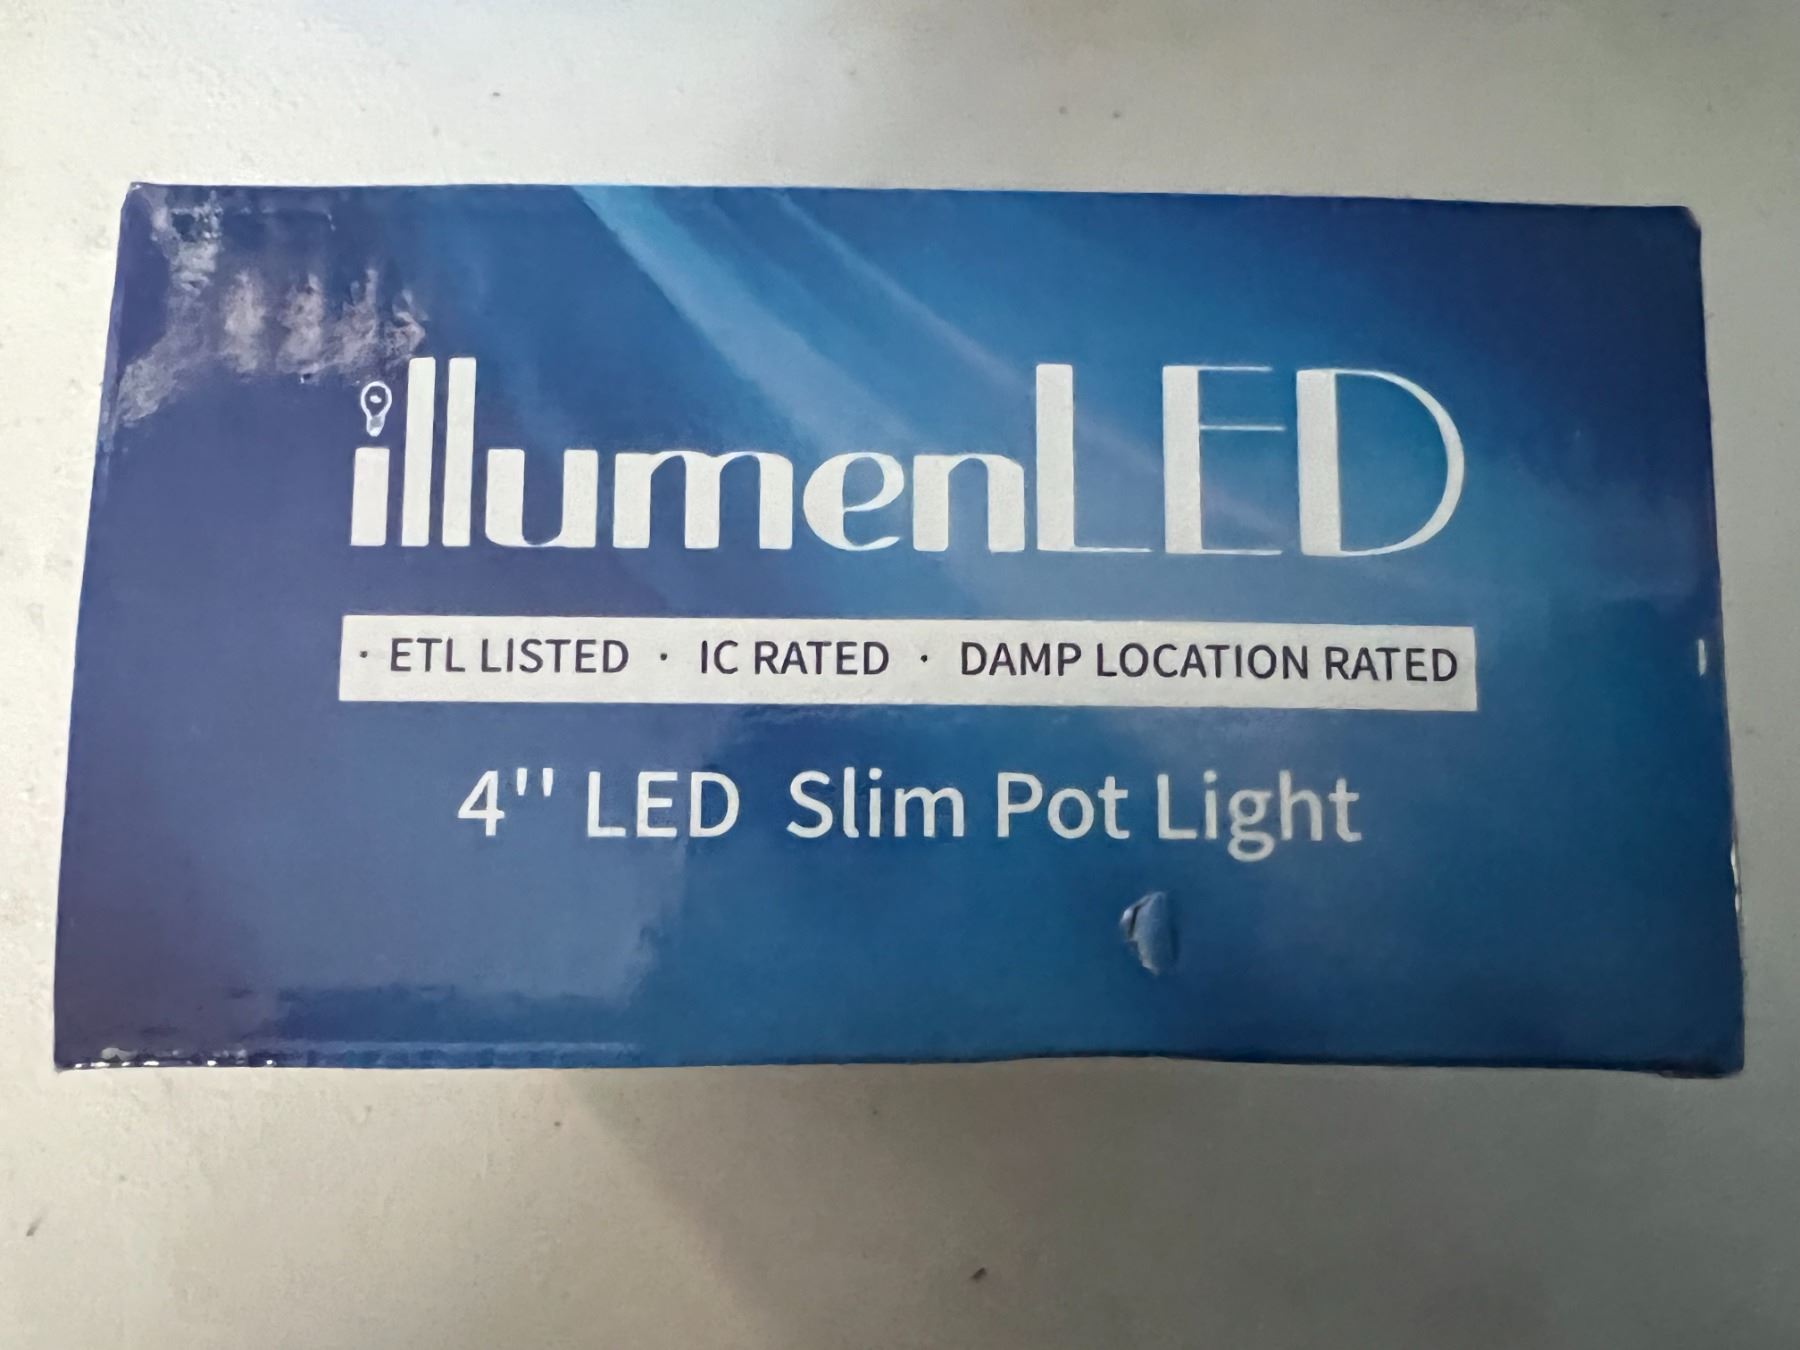 illumenLED
· ETL LISTED · IC RATED · DAMP LOCATION RATED
4'' LED Slim Pot Light